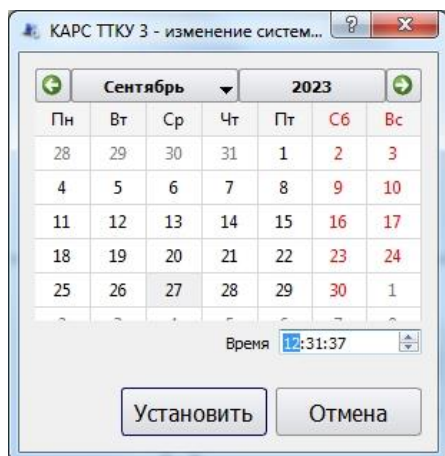 КАРС ТТКУ 3 - изменение систем...
Сентябрь 2023
Пн Вт Ср Чт Пт Сб Вс
28 29 30 31 1 2 3
4 5 6 7 8 9 10
11 12 13 14 15 16 17
18 19 20 21 22 23 24
25 26 27 28 29 30 1
Время 12:31:37
Установить Отмена